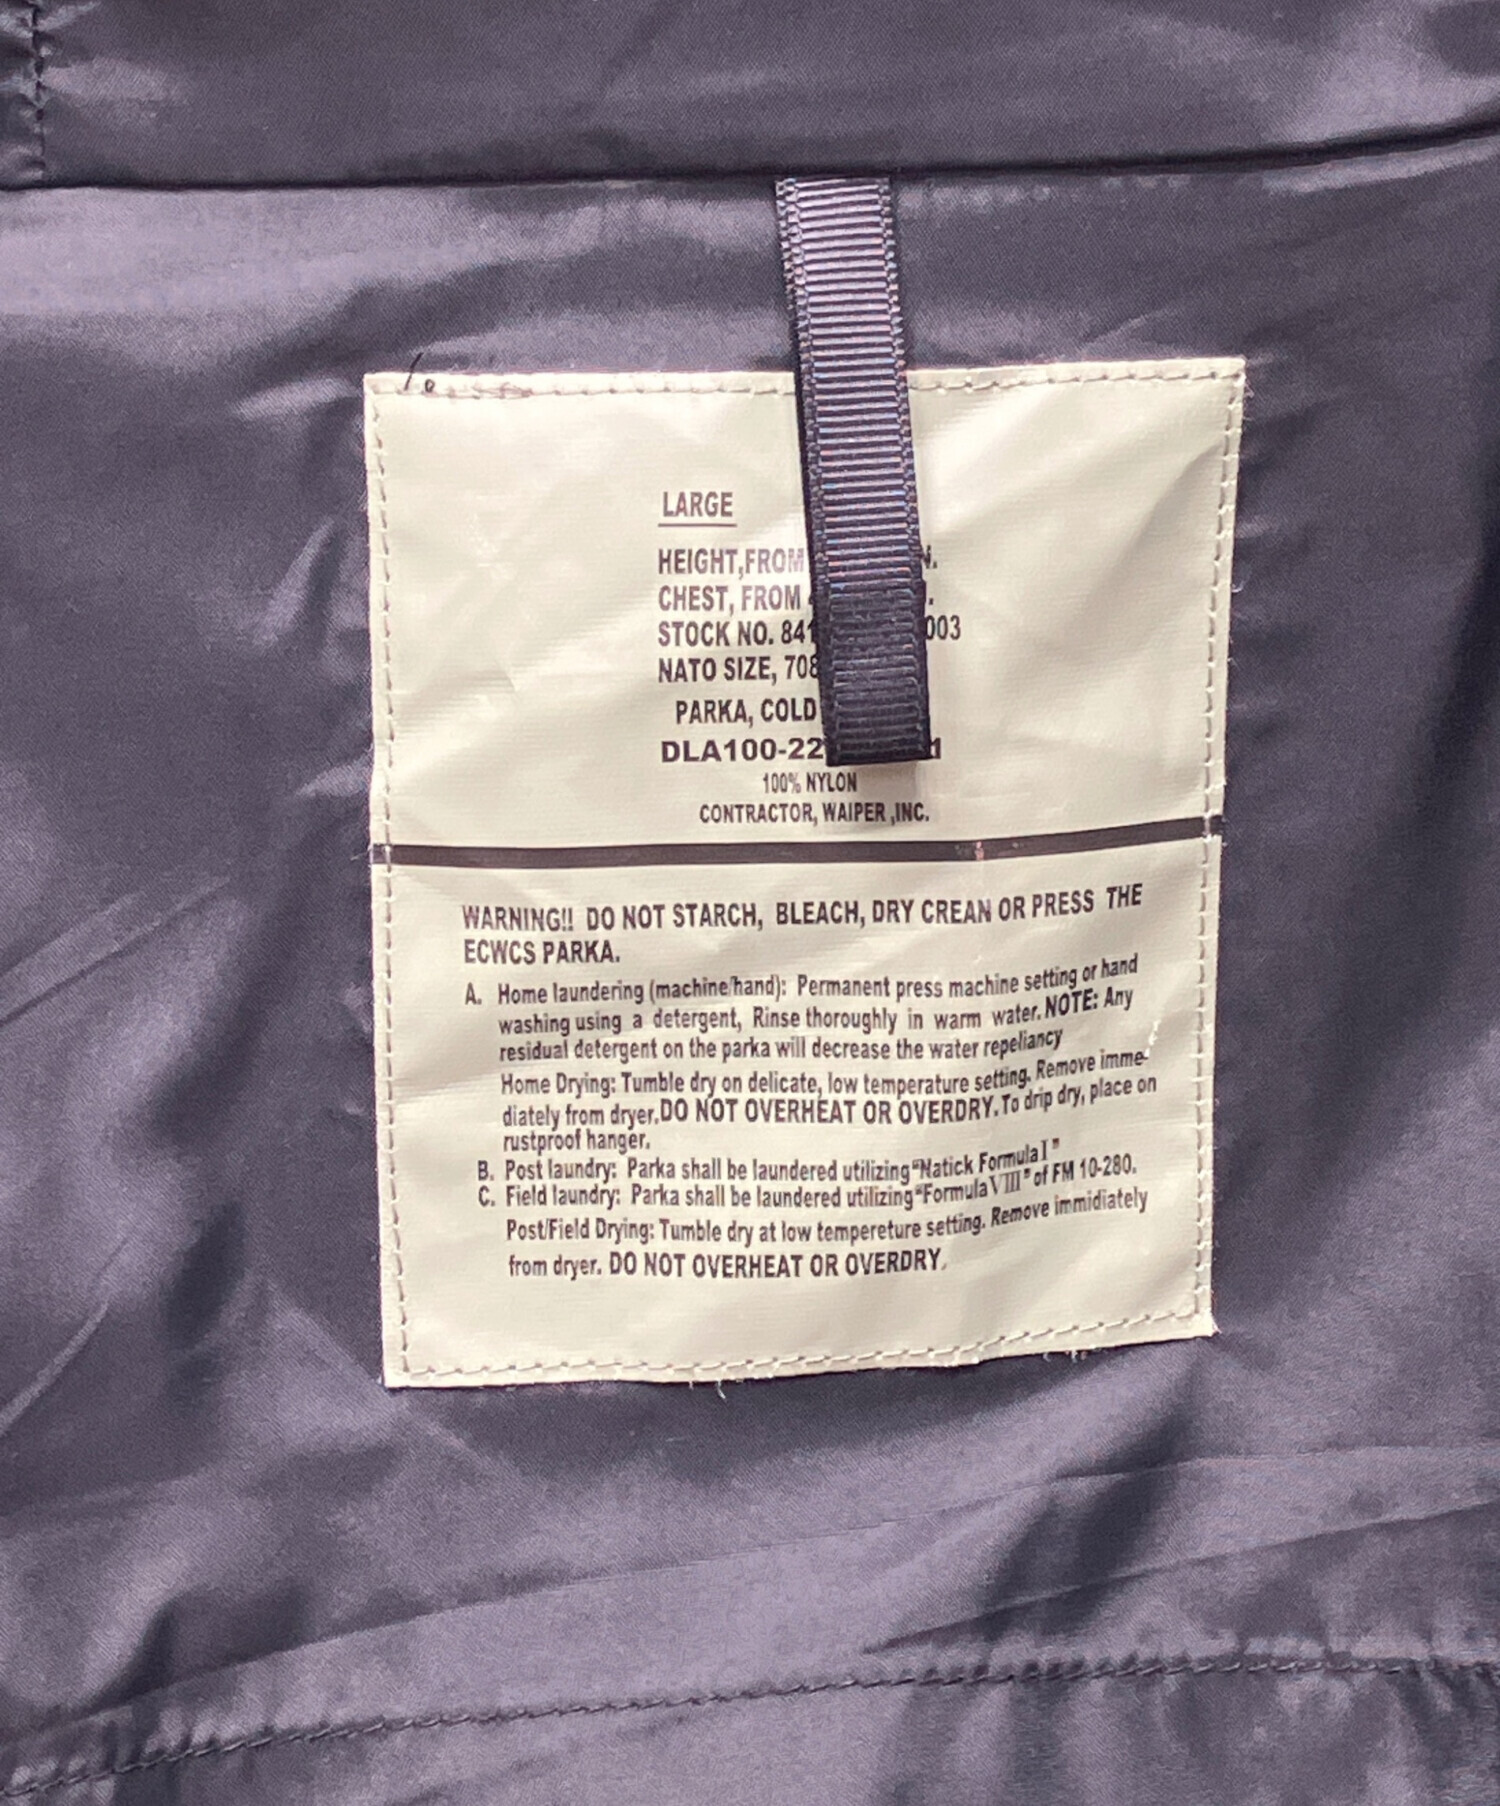 LARGE
HEIGHT,FROM
CHEST, FROM
STOCK NO. 841 003
NATO SIZE, 708
PARKA, COLD
DLA100-22 1
100% NYLON
CONTRACTOR, WAIPER ,INC.
WARNING!! DO NOT STARCH, BLEACH, DRY CREAN OR PRESS THE
ECWCS PARKA.
A. Home laundering (machine/hand): Permanent press machine setting or hand
washing using a detergent, Rinse thoroughly in warm water. NOTE: Any
residual detergent on the parka will decrease the water repeliancy
Home Drying: Tumble dry on delicate, low temperature setting. Remove imme-
diately from dryer. DO NOT OVERHEAT OR OVERDRY. To drip dry, place on
rustproof hanger.
B. Post laundry: Parka shall be laundered utilizing "Natick Formula I"
C. Field laundry: Parka shall be laundered utilizing "Formula VIII" of FM 10-280.
Post/Field Drying: Tumble dry at low tempereture setting. Remove immidiately
from dryer. DO NOT OVERHEAT OR OVERDRY.